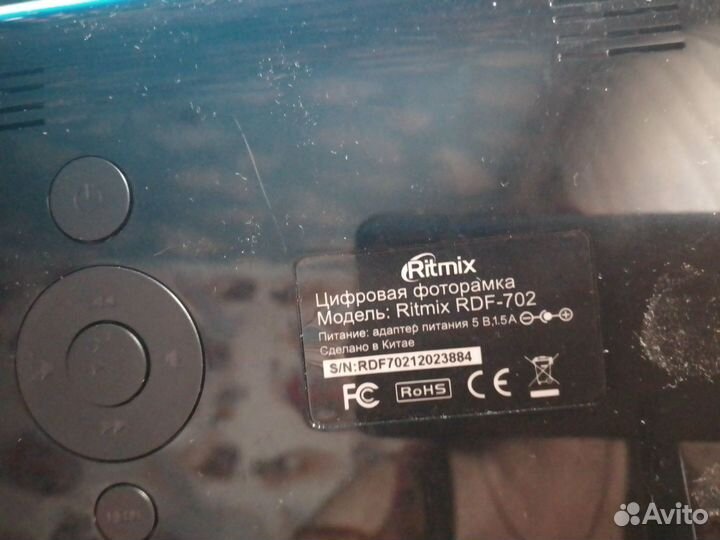 Ritmix
Цифровая фоторамка
Модель: Ritmix RDF-702
Питание: адаптер питания 5 В,1.5А
Сделано в Китае
S/N:RDF70212023884
FC RoHS CE
Avito